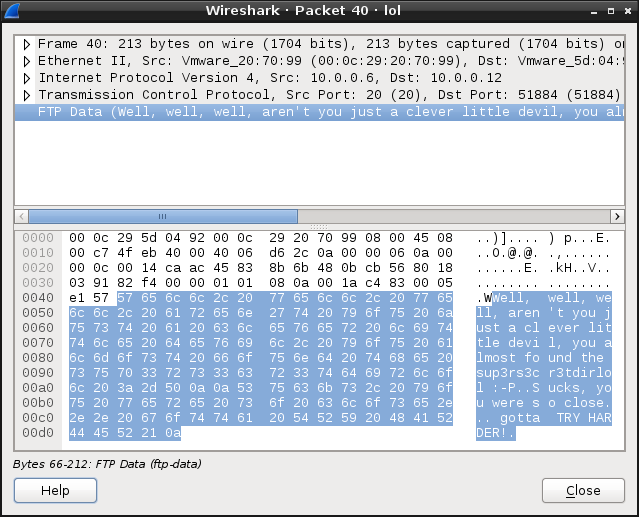 Wireshark · Packet 40 · lol
Frame 40: 213 bytes on wire (1704 bits), 213 bytes captured (1704 bits) on
Ethernet II, Src: Vmware_20:70:99 (00:0c:29:20:70:99), Dst: Vmware_5d:04:9
Internet Protocol Version 4, Src: 10.0.0.6, Dst: 10.0.0.12
Transmission Control Protocol, Src Port: 20 (20), Dst Port: 51884 (51884)
FTP Data (Well, well, well, aren't you just a clever little devil, you al
0000 00 0c 29 5d 04 92 00 0c 29 20 70 99 08 00 45 08 ..)].... ) p...E.
0010 00 c7 4f eb 40 00 40 06 d6 2c 0a 00 00 06 0a 00 ..O.@.@. .,......
0020 00 0c 00 14 ca ac 45 83 8b 6b 48 0b cb 56 80 18 ......E. .kH..V..
0030 03 91 82 f4 00 00 01 01 08 0a 00 1a c4 83 00 05 ........ ........
0040 e1 57 57 65 6c 6c 2c 20 77 65 6c 6c 2c 20 77 65 .WWell, well, we
0050 6c 6c 2c 20 61 72 65 6e 27 74 20 79 6f 75 20 6a ll, aren 't you j
0060 75 73 74 20 61 20 63 6c 65 76 65 72 20 6c 69 74 ust a cl ever lit
0070 74 6c 65 20 64 65 76 69 6c 2c 20 79 6f 75 20 61 tle devi l, you a
0080 6c 6d 6f 73 74 20 66 6f 75 6e 64 20 74 68 65 20 lmost fo und the
0090 73 75 70 33 72 73 33 63 72 33 74 64 69 72 6c 6f sup3rs3c r3tdirlo
00a0 6c 20 3a 2d 50 0a 0a 53 75 63 6b 73 2c 20 79 6f l :-P..S ucks, yo
00b0 75 20 77 65 72 65 20 73 6f 20 63 6c 6f 73 65 2e u were s o close.
00c0 2e 2e 20 67 6f 74 74 61 20 54 52 59 20 48 41 52 .. gotta TRY HAR
00d0 44 45 52 21 0a DER!.
Bytes 66-212: FTP Data (ftp-data)
Help
Close